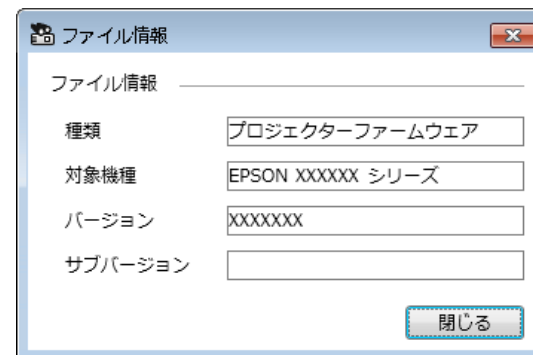 ファイル情報
ファイル情報
種類 プロジェクターファームウェア
対象機種 EPSON XXXXXX シリーズ
バージョン XXXXXXX
サブバージョン
閉じる